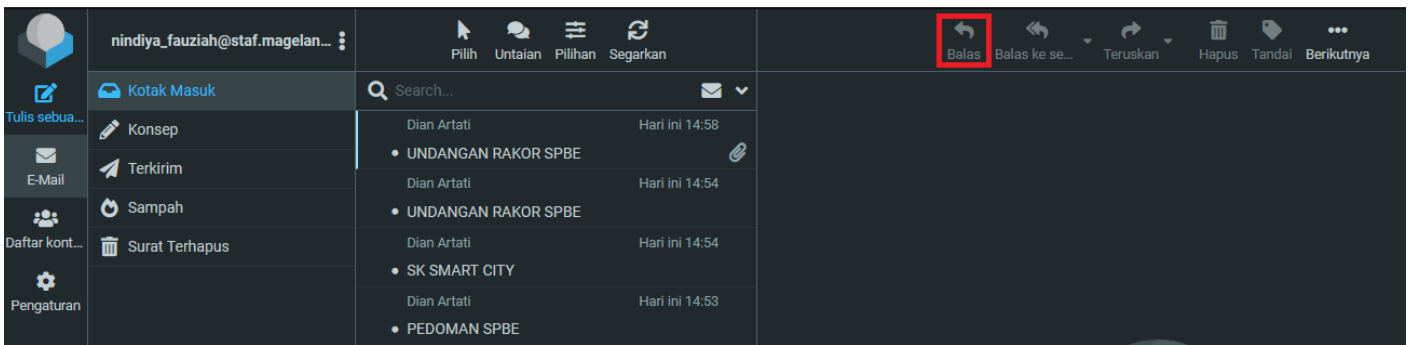 nindiya_fauziah@staf.magelan...
Pilih Untaian Pilihan Segarkan
Balas Balas ke se... Teruskan Hapus Tandai Berikutnya
Tulis sebua...
E-Mail
Daftar kont...
Pengaturan
Kotak Masuk
Konsep
Terkirim
Sampah
Surat Terhapus
Search...
Dian Artati Hari ini 14:58
• UNDANGAN RAKOR SPBE
Dian Artati Hari ini 14:54
• UNDANGAN RAKOR SPBE
Dian Artati Hari ini 14:54
• SK SMART CITY
Dian Artati Hari ini 14:53
• PEDOMAN SPBE